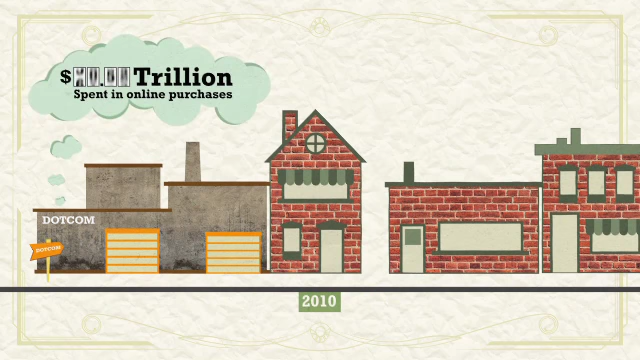 Trillion
Spent in online purchases
DOTCOM
DOTCOM
2010